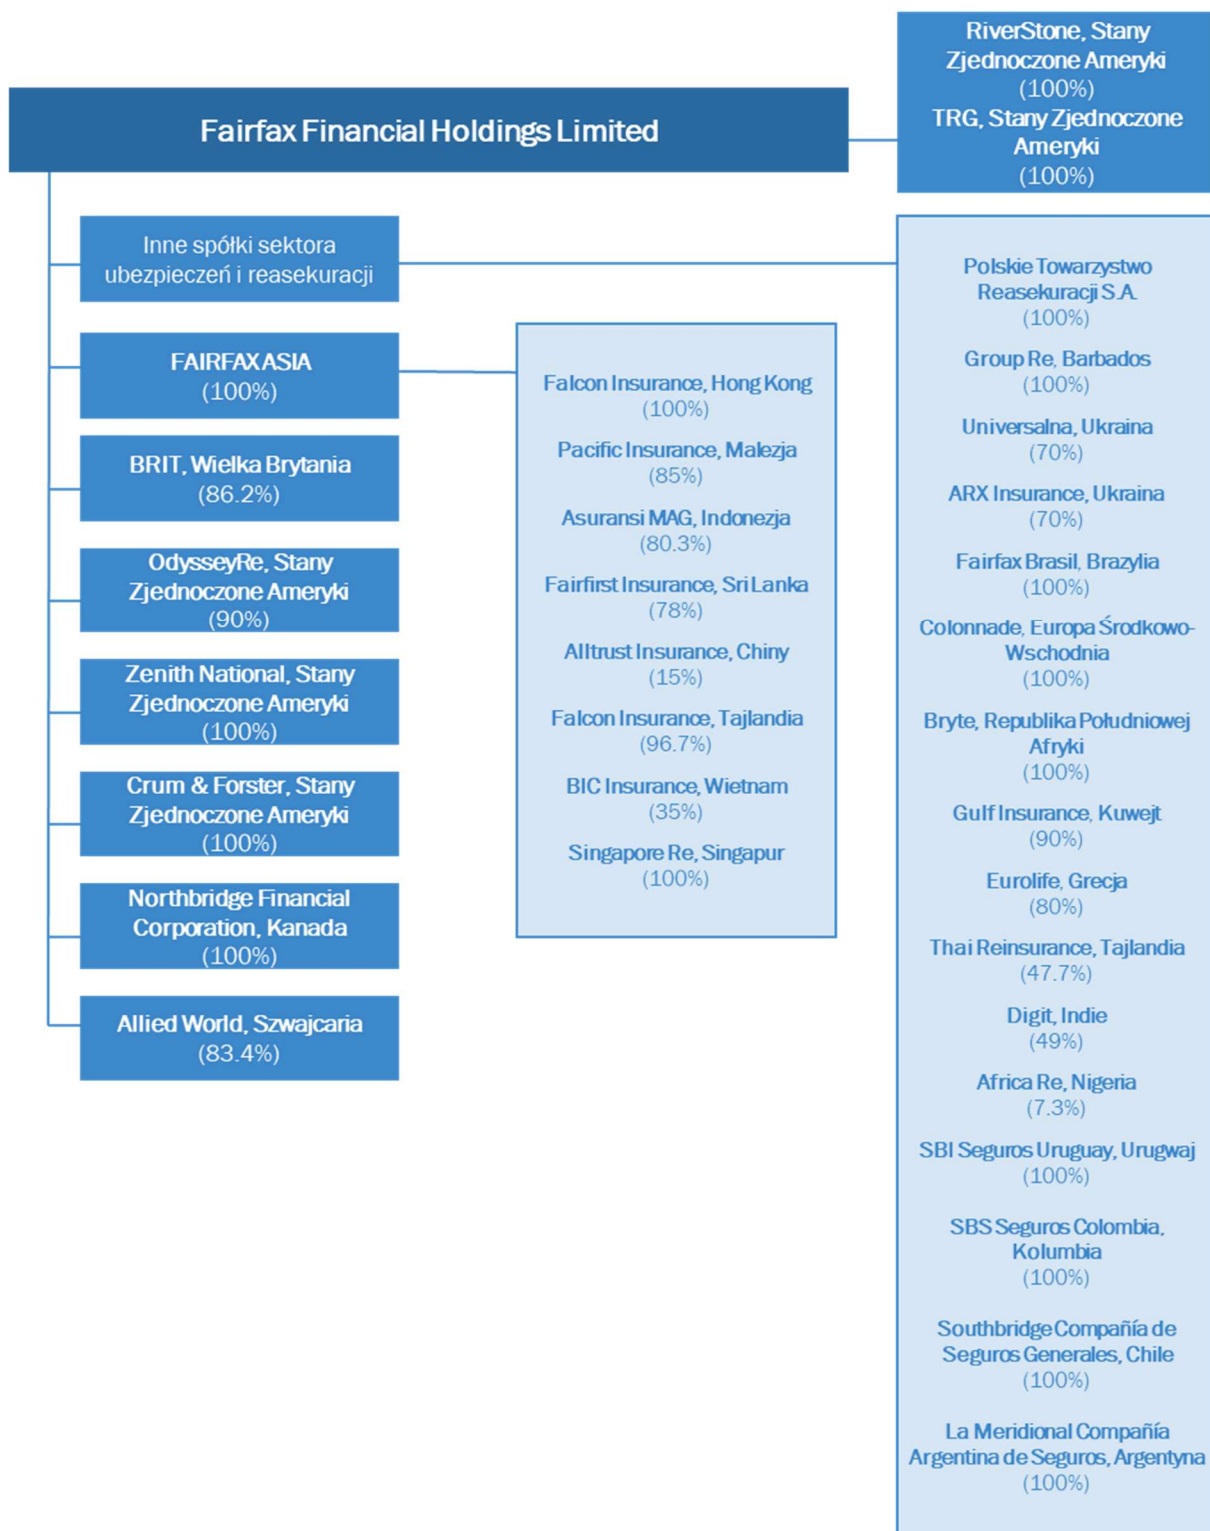 RiverStone, Stany
Zjednoczone Ameryki
(100%)
TRG, Stany Zjednoczone
Ameryki
(100%)
Fairfax Financial Holdings Limited
Inne spółki sektora
ubezpieczeń i reasekuracji
FAIRFAX ASIA
(100%)
BRIT, Wielka Brytania
(86.2%)
OdysseyRe, Stany
Zjednoczone Ameryki
(90%)
Zenith National, Stany
Zjednoczone Ameryki
(100%)
Crum & Forster, Stany
Zjednoczone Ameryki
(100%)
Northbridge Financial
Corporation, Kanada
(100%)
Allied World, Szwajcaria
(83.4%)
Falcon Insurance, Hong Kong
(100%)
Pacific Insurance, Malezja
(85%)
Asuransi MAG, Indonezja
(80.3%)
Fairfirst Insurance, Sri Lanka
(78%)
Alltrust Insurance, Chiny
(15%)
Falcon Insurance, Tajlandia
(96.7%)
BIC Insurance, Wietnam
(35%)
Singapore Re, Singapur
(100%)
Polskie Towarzystwo
Reasekuracji S.A.
(100%)
Group Re, Barbados
(100%)
Universalna, Ukraina
(70%)
ARX Insurance, Ukraina
(70%)
Fairfax Brasil, Brazylia
(100%)
Colonnade, Europa Środkowo-
Wschodnia
(100%)
Bryte, Republika Południowej
Afryki
(100%)
Gulf Insurance, Kuwejt
(90%)
Eurolife, Grecja
(80%)
Thai Reinsurance, Tajlandia
(47.7%)
Digit, Indie
(49%)
Africa Re, Nigeria
(7.3%)
SBI Seguros Uruguay, Urugwaj
(100%)
SBS Seguros Colombia,
Kolumbia
(100%)
Southbridge Compañía de
Seguros Generales, Chile
(100%)
La Meridional Compañía
Argentina de Seguros, Argentyna
(100%)